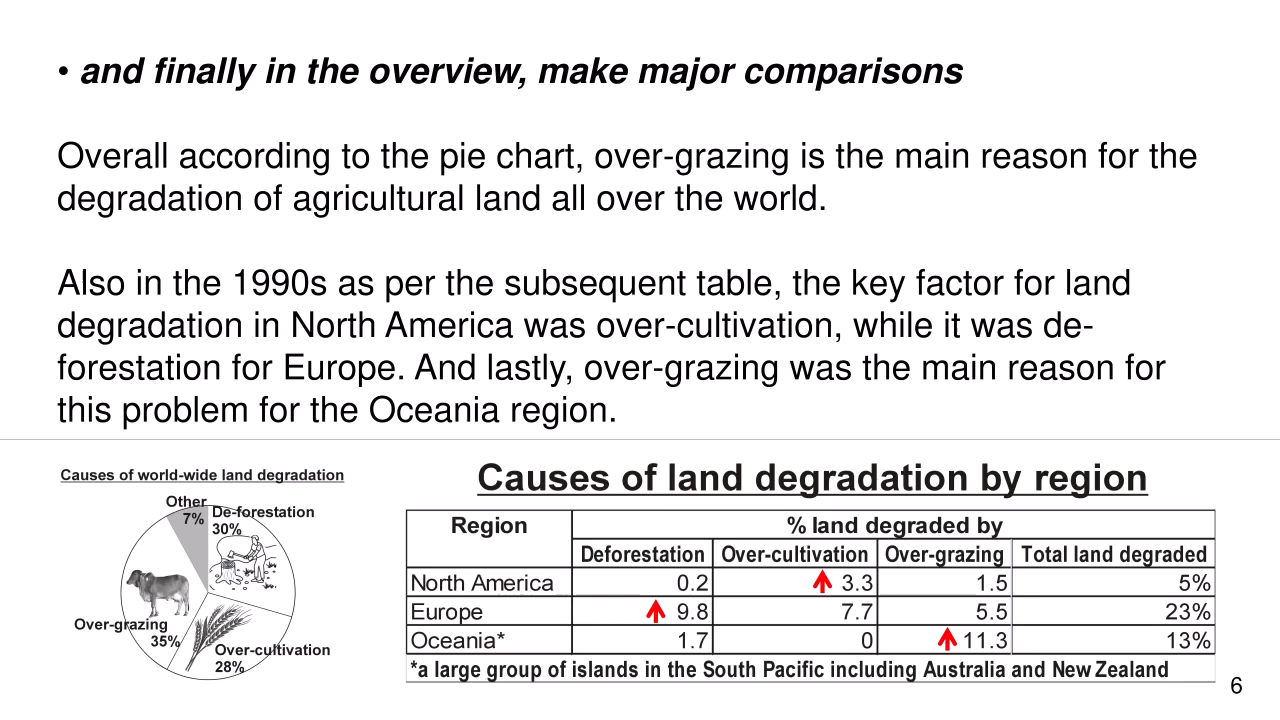 • and finally in the overview, make major comparisons
Overall according to the pie chart, over-grazing is the main reason for the
degradation of agricultural land all over the world.
Also in the 1990s as per the subsequent table, the key factor for land
degradation in North America was over-cultivation, while it was de-
forestation for Europe. And lastly, over-grazing was the main reason for
this problem for the Oceania region.
Causes of world-wide land degradation
Other
7%
De-forestation
30%
Over-grazing
35%
Over-cultivation
28%
Causes of land degradation by region
Region % land degraded by
Deforestation Over-cultivation Over-grazing Total land degraded
North America 0.2 3.3 1.5 5%
Europe 9.8 7.7 5.5 23%
Oceania* 1.7 0 11.3 13%
*a large group of islands in the South Pacific including Australia and New Zealand
6